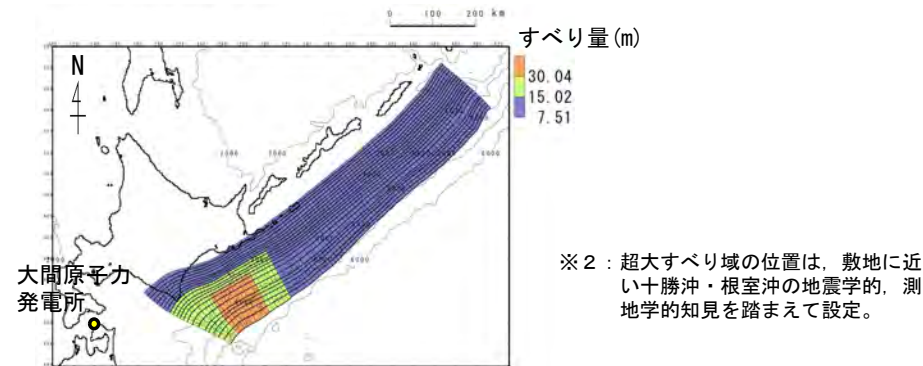 0 100 200 km
すべり量(m)
N
30.04
15.02
7.51
大間原子力
発電所
※2：超大すべり域の位置は，敷地に近
い十勝沖・根室沖の地震学的，測
地学的知見を踏まえて設定。